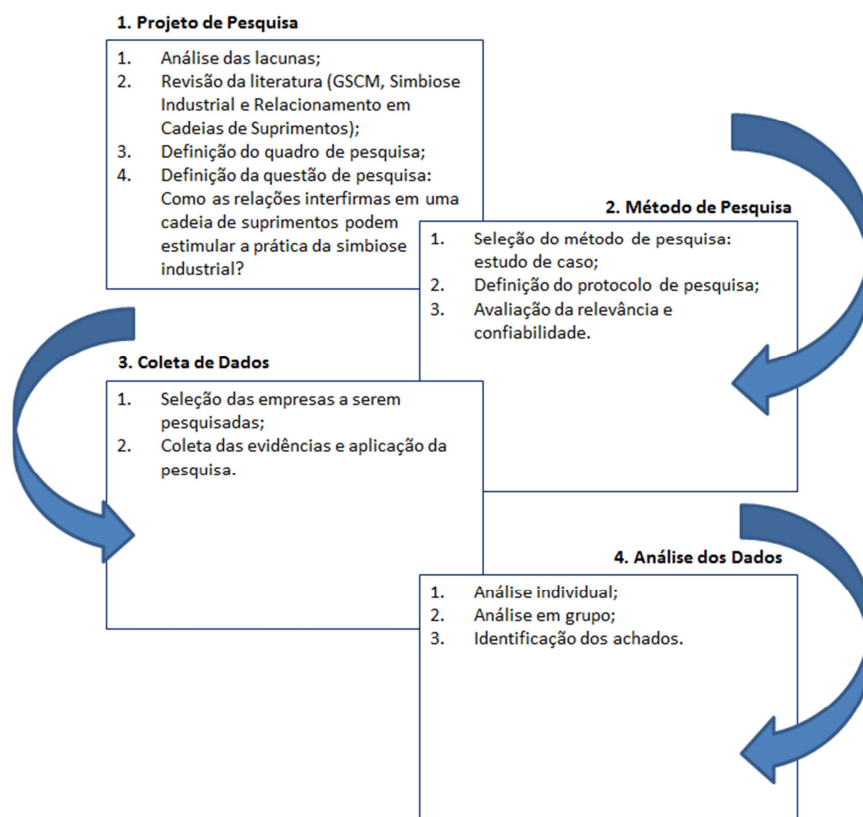 1. Projeto de Pesquisa
1. Análise das lacunas;
2. Revisão da literatura (GSCM, Simbiose
Industrial e Relacionamento em
Cadeias de Suprimentos);
3. Definição do quadro de pesquisa;
4. Definição da questão de pesquisa:
Como as relações interfirmas em uma
cadeia de suprimentos podem
estimular a prática da simbiose
industrial?
2. Método de Pesquisa
1. Seleção do método de pesquisa:
estudo de caso;
2. Definição do protocolo de pesquisa;
3. Avaliação da relevância e
confiabilidade.
3. Coleta de Dados
1. Seleção das empresas a serem
pesquisadas;
2. Coleta das evidências e aplicação da
pesquisa.
4. Análise dos Dados
1. Análise individual;
2. Análise em grupo;
3. Identificação dos achados.